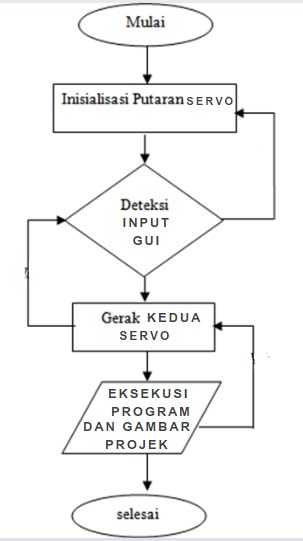 Mulai
Inisialisasi Putaran SERVO
Deteksi
INPUT
GUI
Gerak KEDUA
SERVO
EKSEKUSI
PROGRAM
DAN GAMBAR
PROJEK
selesai